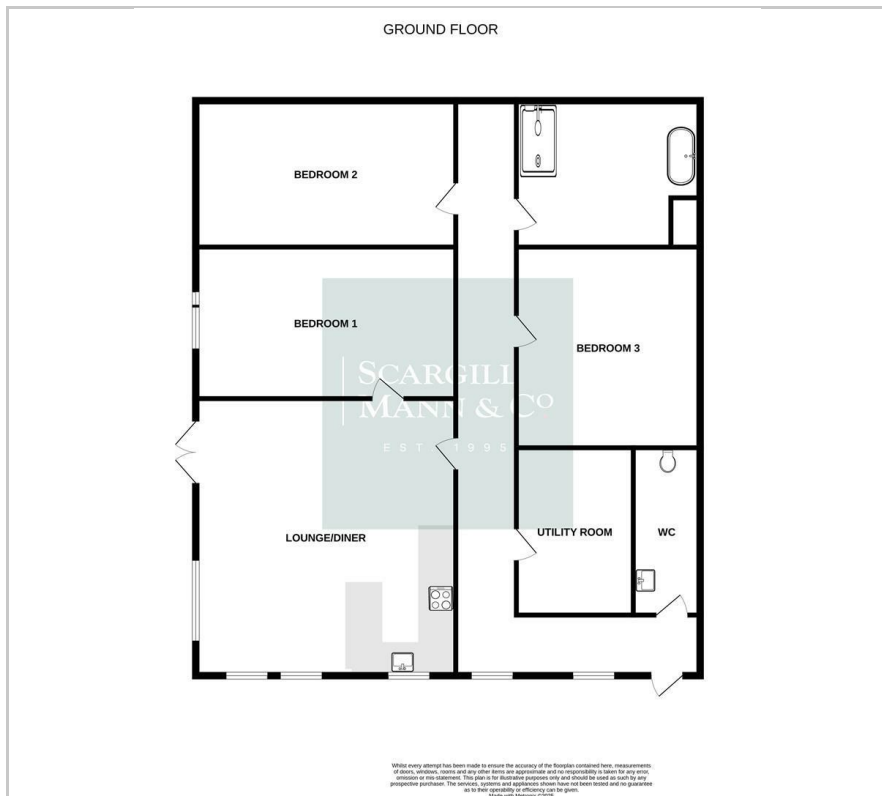 GROUND FLOOR
BEDROOM 2
BEDROOM 1
BEDROOM 3
SCARGILL
MANN & CO
EST 1995
LOUNGE/DINER
UTILITY ROOM
WC
Whilst every attempt has been made to ensure the accuracy of the floorplan contained here, measurements
of doors, windows, rooms and any other items are approximate and no responsibility is taken for any error,
omission or mis-statement. This plan is for illustrative purposes only and should be used as such by any
prospective purchaser. The services, systems and appliances shown have not been tested and no guarantee
as to their operability or efficiency can be given.
Made with Metropix ©2025